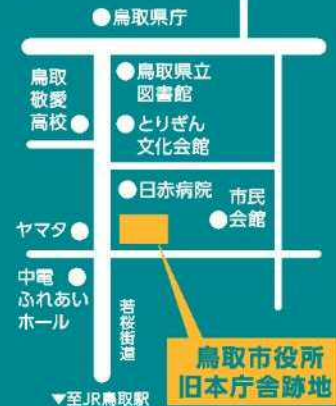 鳥取県庁
鳥取
敬愛
高校
鳥取県立
図書館
とりぎん
文化会館
日赤病院
市民
会館
ヤマタ
中電
ふれあい
ホール
若桜街道
鳥取市役所
旧本庁舎跡地
▼至JR鳥取駅